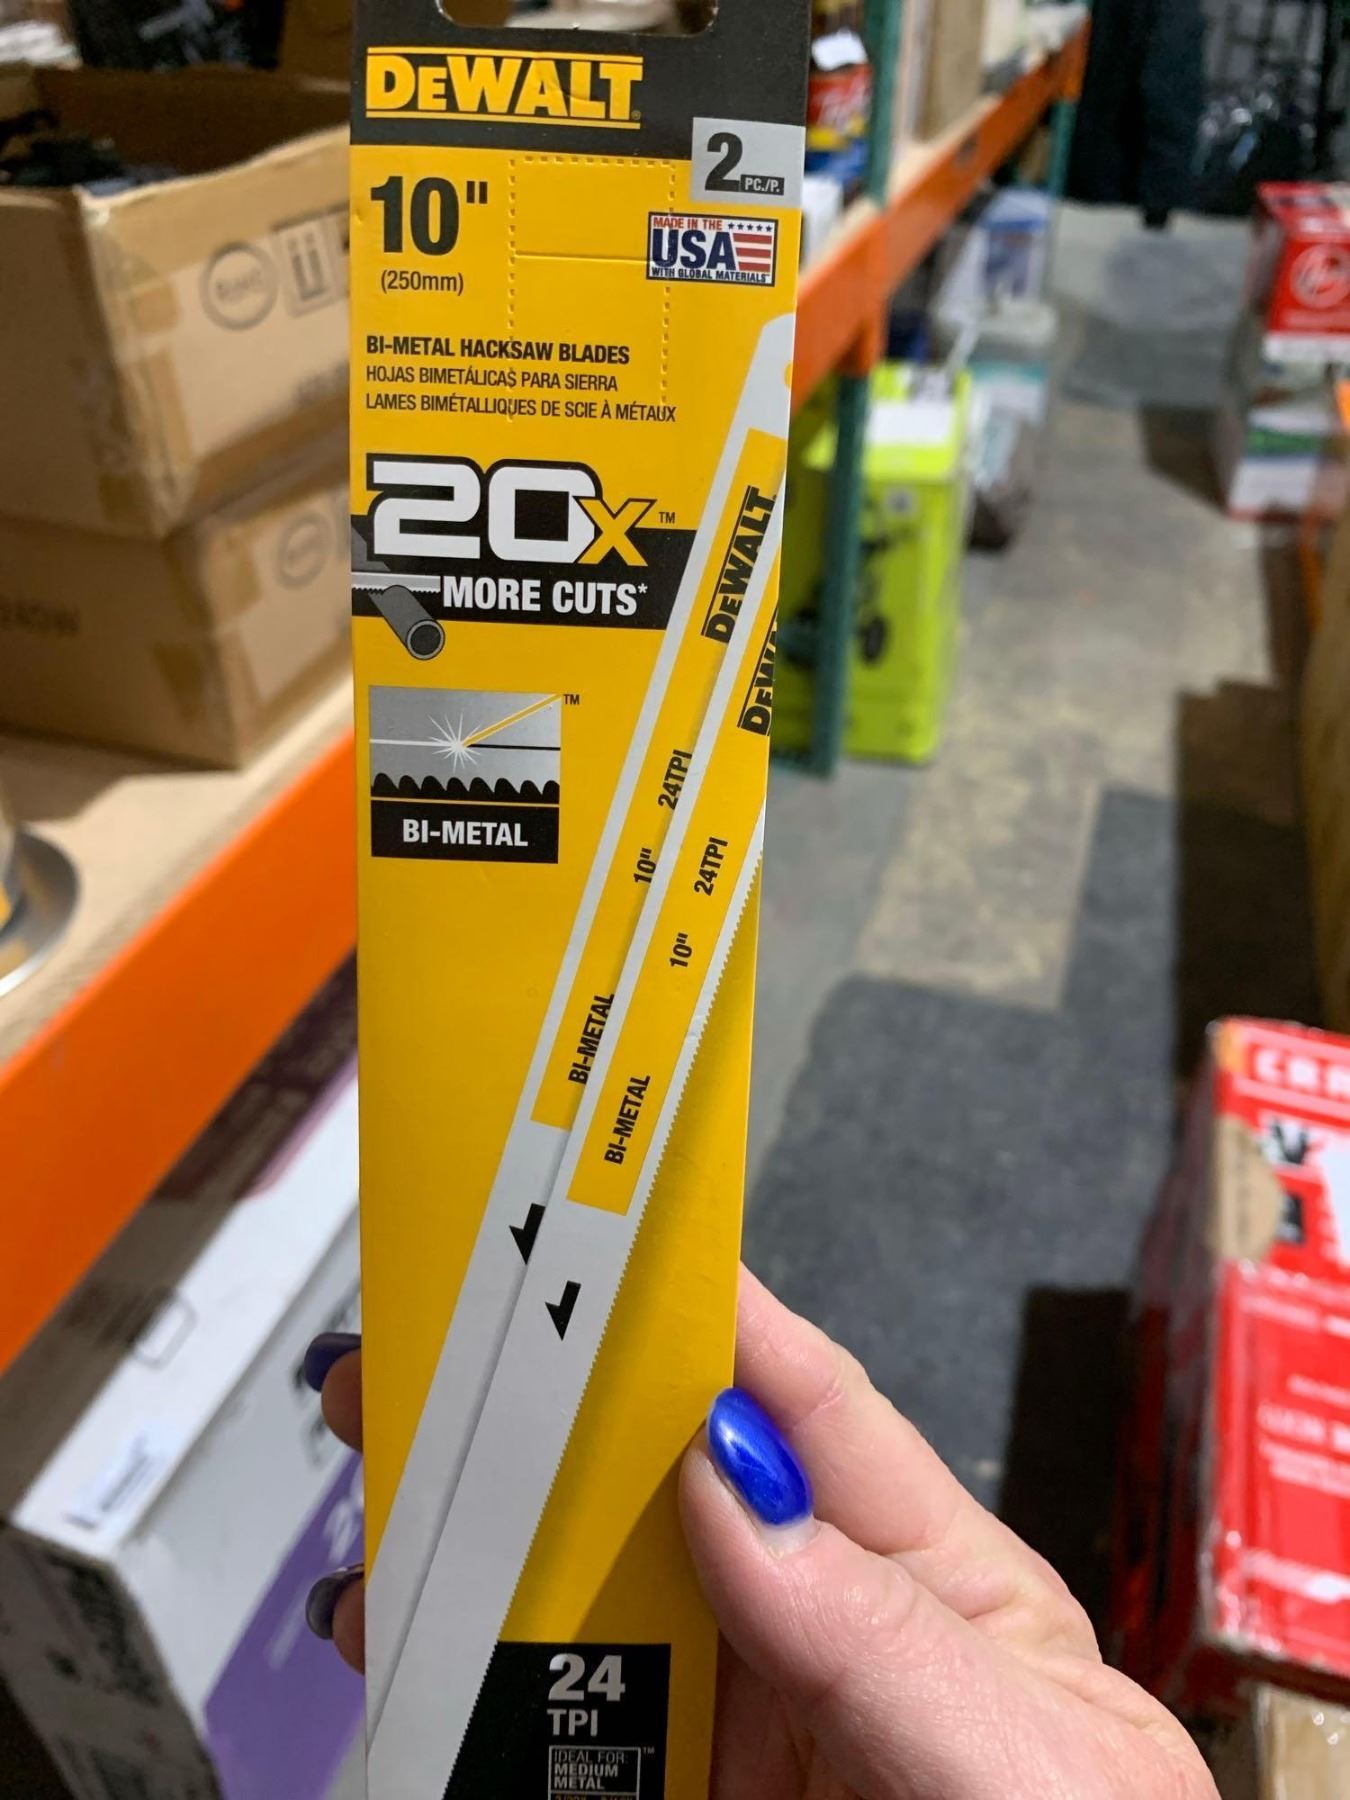 DEWALT
2 PC./P.
10"
(250mm)
MADE IN THE
USA
WITH GLOBAL MATERIALS
BI-METAL HACKSAW BLADES
HOJAS BIMETÁLICAS PARA SIERRA
LAMES BIMÉTALLIQUES DE SCIE À MÉTAUX
20x™
MORE CUTS*
™
BI-METAL
DEWALT
24TPI
10"
BI-METAL
24TPI
10"
BI-METAL
24
TPI
IDEAL FOR: ™
MEDIUM
METAL